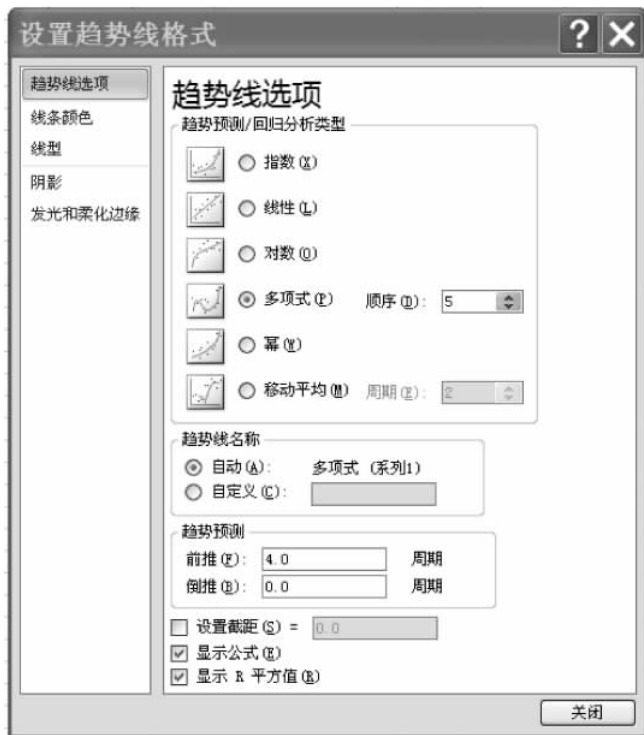 设置趋势线格式
趋势线选项
线条颜色
线型
阴影
发光和柔化边缘
趋势线选项
趋势预测/回归分析类型
指数(X)
线性(L)
对数(O)
多项式(P) 顺序(D): 5
幂(W)
移动平均(M) 周期(E): 2
趋势线名称
自动(A): 多项式 (系列1)
自定义(C):
趋势预测
前推(F): 4.0 周期
倒推(B): 0.0 周期
设置截距(S) = 0.0
显示公式(E)
显示 R 平方值(R)
关闭